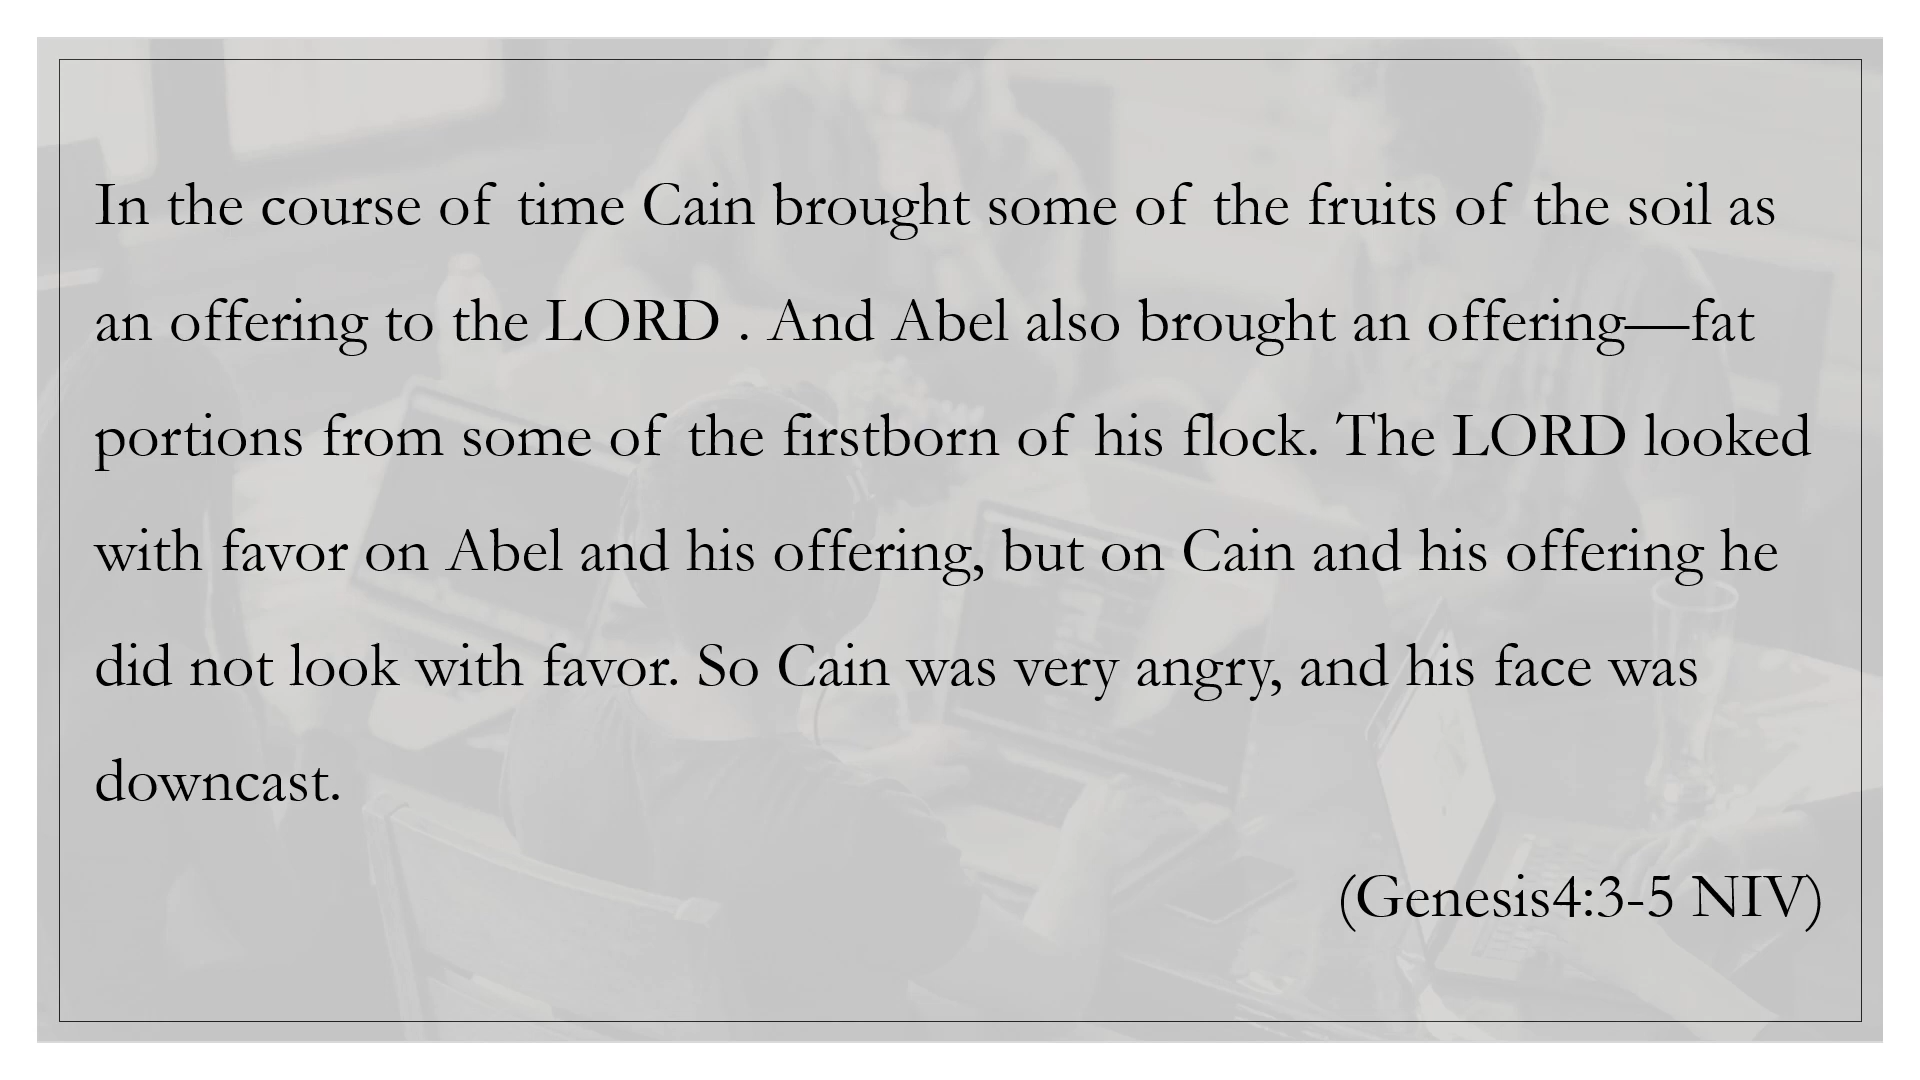 In the course of time Cain brought some of the fruits of the soil as
an offering to the LORD . And Abel also brought an offering—fat
portions from some of the firstborn of his flock. The LORD looked
with favor on Abel and his offering, but on Cain and his offering he
did not look with favor. So Cain was very angry, and his face was
downcast.
(Genesis4:3-5 NIV)